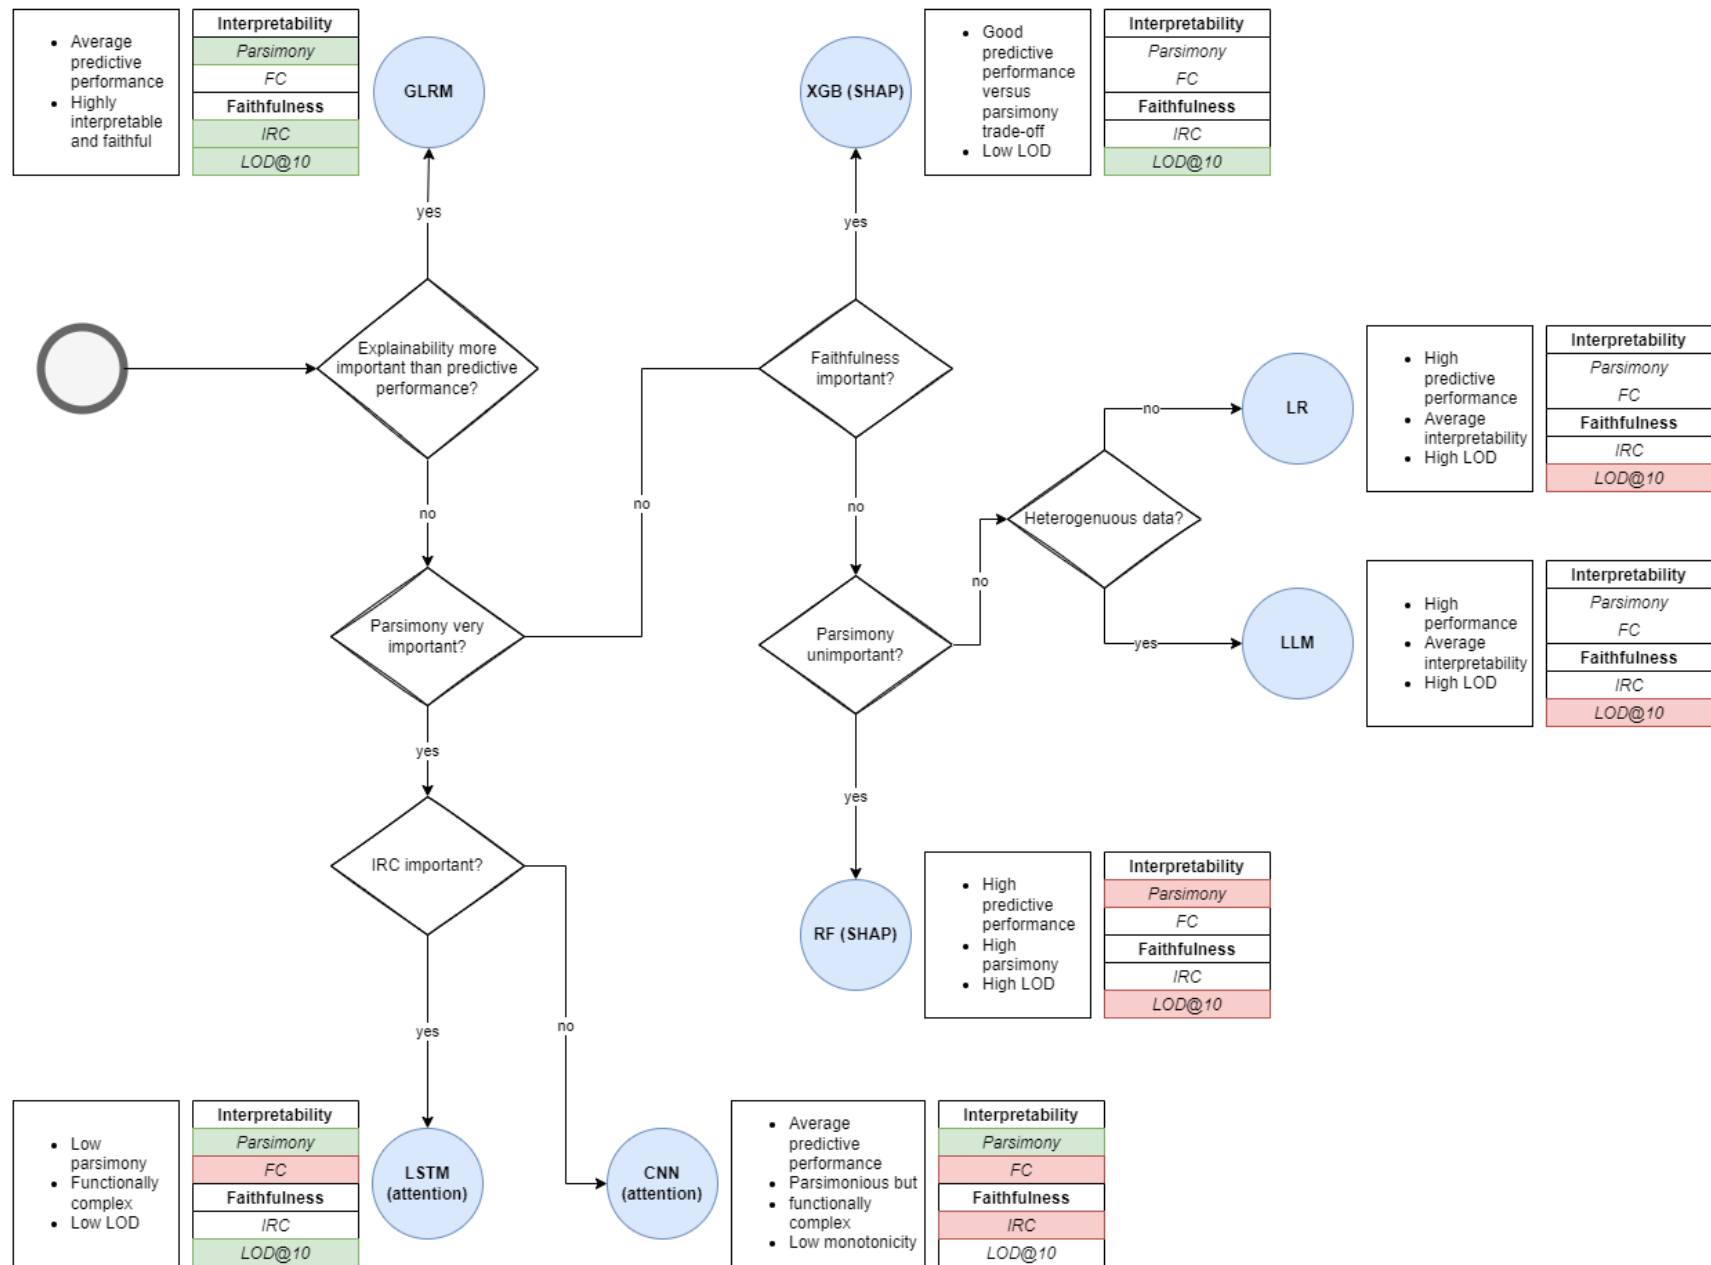 Average
predictive
performance
Highly
interpretable
and faithful
Interpretability
Parsimony
FC
Faithfulness
IRC
LOD@10
GLRM
XGB (SHAP)
Good
predictive
performance
versus
parsimony
trade-off
Low LOD
Interpretability
Parsimony
FC
Faithfulness
IRC
LOD@10
yes
yes
Explainability more
important than predictive
performance?
Faithfulness
important?
no
LR
High
predictive
performance
Average
interpretability
High LOD
Interpretability
Parsimony
FC
Faithfulness
IRC
LOD@10
no
no
no
Heterogenuous data?
no
Parsimony very
important?
Parsimony
unimportant?
yes
LLM
High
performance
Average
interpretability
High LOD
Interpretability
Parsimony
FC
Faithfulness
IRC
LOD@10
yes
yes
IRC important?
RF (SHAP)
High
predictive
performance
High
parsimony
High LOD
Interpretability
Parsimony
FC
Faithfulness
IRC
LOD@10
yes
no
Low
parsimony
Functionally
complex
Low LOD
Interpretability
Parsimony
FC
Faithfulness
IRC
LOD@10
LSTM
(attention)
CNN
(attention)
Average
predictive
performance
Parsimonious but
functionally
complex
Low monotonicity
Interpretability
Parsimony
FC
Faithfulness
IRC
LOD@10